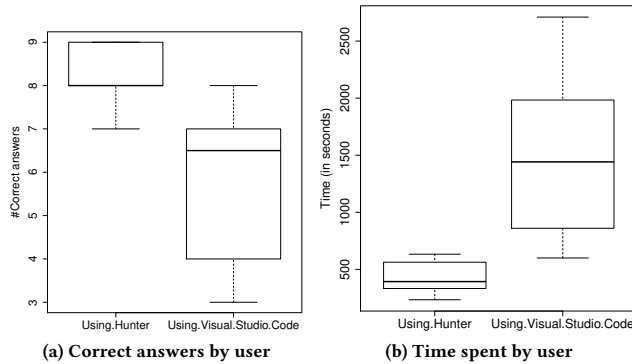 #Correct answers
9
8
7
6
5
4
3
Using.Hunter
Using.Visual.Studio.Code
(a) Correct answers by user
Time (in seconds)
2500
2000
1500
1000
500
Using.Hunter
Using.Visual.Studio.Code
(b) Time spent by user